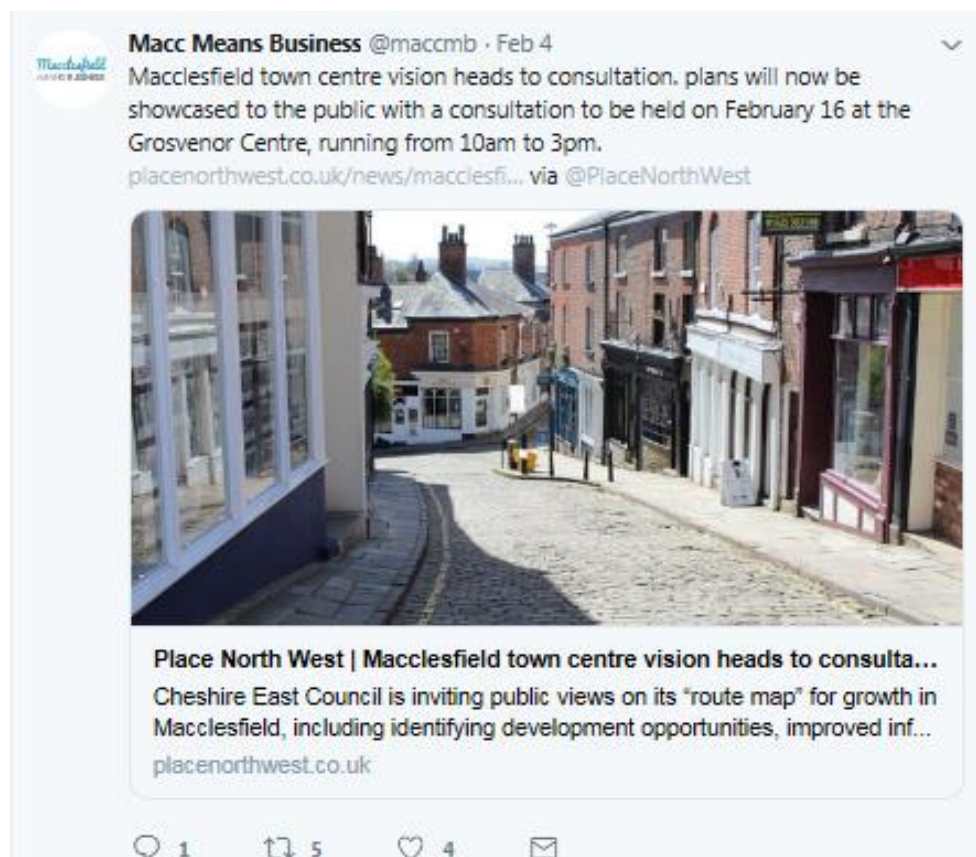 Macc Means Business @maccmb · Feb 4
Macclesfield
Macclesfield town centre vision heads to consultation. plans will now be
showcased to the public with a consultation to be held on February 16 at the
Grosvenor Centre, running from 10am to 3pm.
placenorthwest.co.uk/news/macclesfi... via @PlaceNorthWest
Place North West | Macclesfield town centre vision heads to consulta...
Cheshire East Council is inviting public views on its “route map” for growth in
Macclesfield, including identifying development opportunities, improved inf...
placenorthwest.co.uk
1 5 4